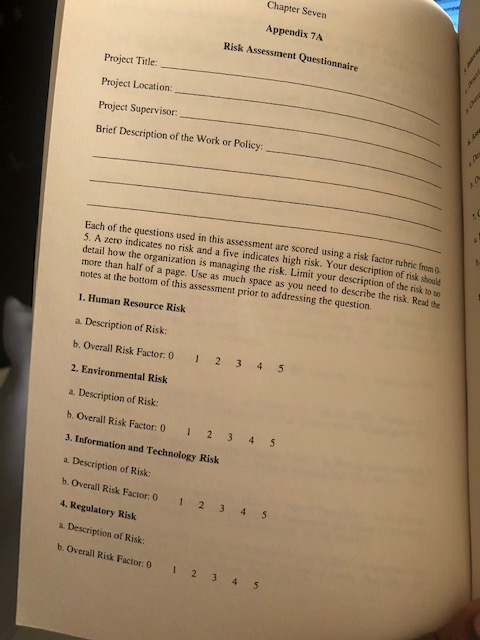 Chapter Seven
Appendix 7A
Risk Assessment Questionnaire
Project Title:
Project Location:
Project Supervisor:
Brief Description of the Work or Policy:
Each of the questions used in this assessment are scored using a risk factor rubric from 0-
5. A zero indicates no risk and a five indicates high risk. Your description of risk should
detail how the organization is managing the risk. Limit your description of the risk to no
more than half of a page. Use as much space as you need to describe the risk. Read the
notes at the bottom of this assessment prior to addressing the question.
1. Human Resource Risk
a. Description of Risk:
b. Overall Risk Factor: 0 1 2 3 4 5
2. Environmental Risk
a. Description of Risk:
b. Overall Risk Factor: 0 1 2 3 4 5
3. Information and Technology Risk
a. Description of Risk:
b. Overall Risk Factor: 0 1 2 3 4 5
4. Regulatory Risk
a. Description of Risk:
b. Overall Risk Factor: 0 1 2 3 4 5